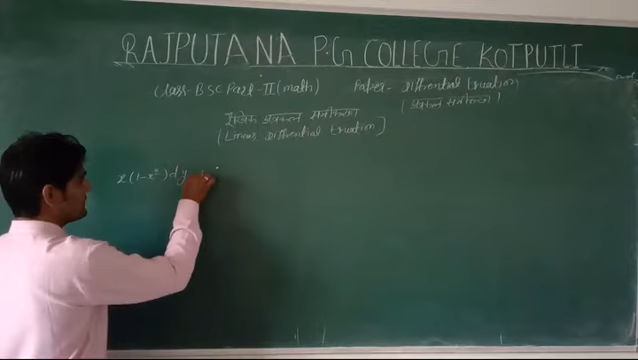 RAJPUTANA P.G COLLEGE KOTPUTLI
Class- BSC Part-II (math) Paper- Differential Equation
(अवकल समीकरण)
रैखिक अवकल समीकरण
(Linear Differential Equation)
x(1-x²)dy